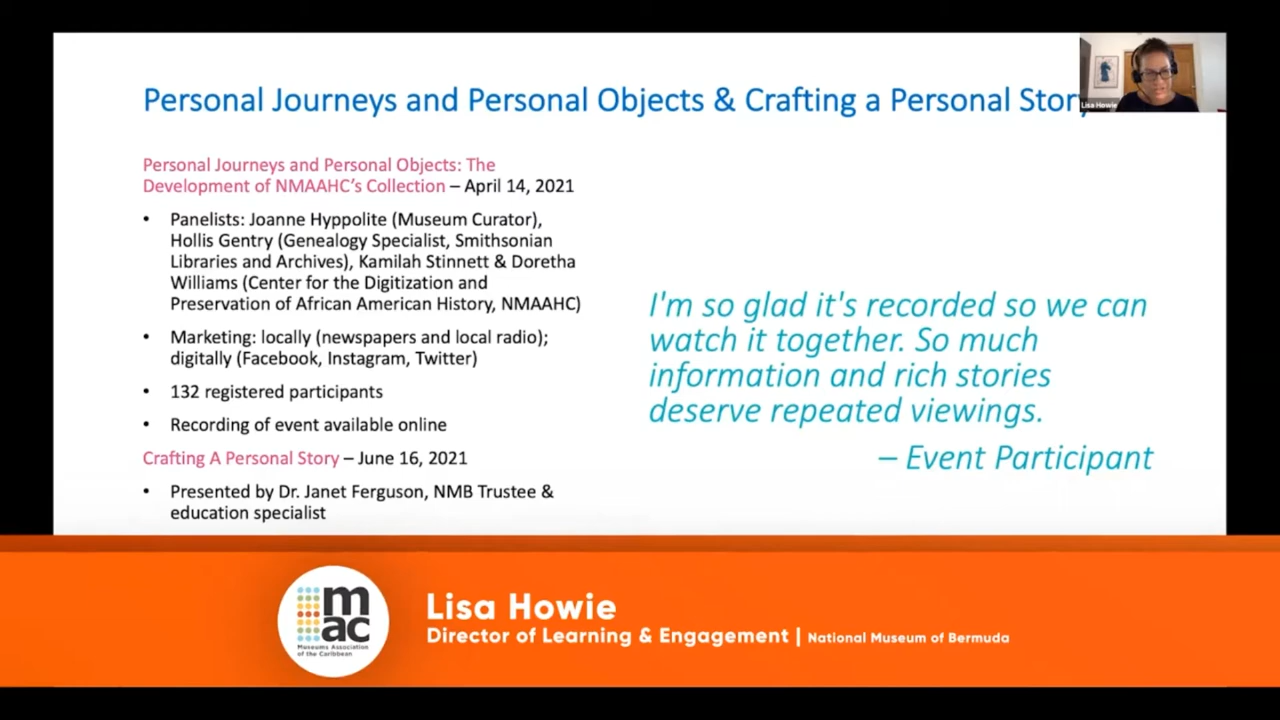 Personal Journeys and Personal Objects & Crafting a Personal Story
Lisa Howie
Personal Journeys and Personal Objects: The
Development of NMAAHC's Collection – April 14, 2021
• Panelists: Joanne Hyppolite (Museum Curator),
Hollis Gentry (Genealogy Specialist, Smithsonian
Libraries and Archives), Kamilah Stinnett & Doretha
Williams (Center for the Digitization and
Preservation of African American History, NMAAHC)
• Marketing: locally (newspapers and local radio);
digitally (Facebook, Instagram, Twitter)
• 132 registered participants
• Recording of event available online
Crafting A Personal Story – June 16, 2021
• Presented by Dr. Janet Ferguson, NMB Trustee &
education specialist
I'm so glad it's recorded so we can
watch it together. So much
information and rich stories
deserve repeated viewings.
– Event Participant
mac
Museums Association
of the Caribbean
Lisa Howie
Director of Learning & Engagement | National Museum of Bermuda